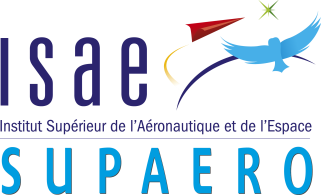 isae
Institut Supérieur de l'Aéronautique et de l'Espace
SUPAERO